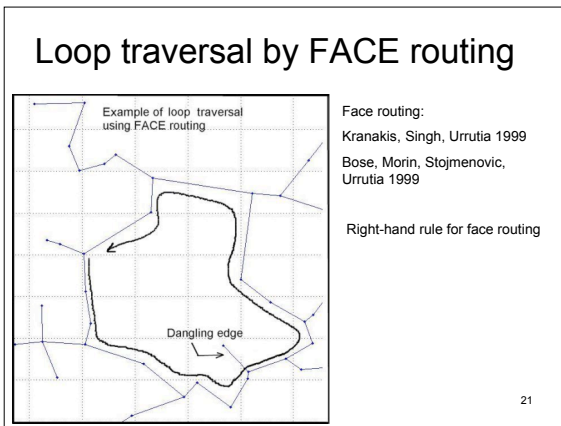 Loop traversal by FACE routing
Example of loop traversal
using FACE routing
Dangling edge
Face routing:
Kranakis, Singh, Urrutia 1999
Bose, Morin, Stojmenovic,
Urrutia 1999
Right-hand rule for face routing
21